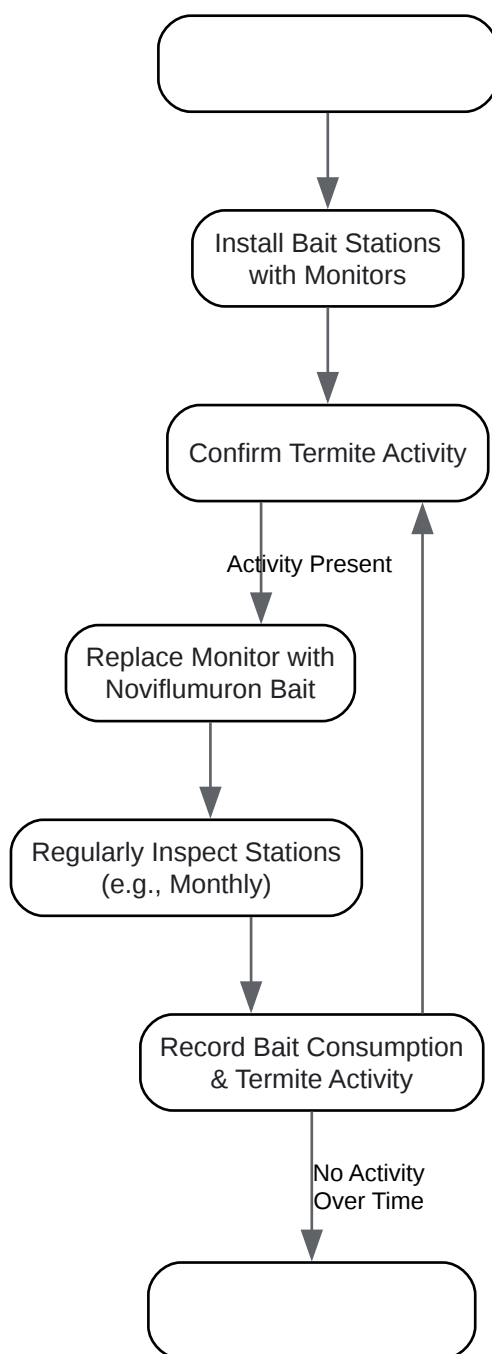 Install Bait Stations
with Monitors
Confirm Termite Activity
Activity Present
Replace Monitor with
Noviflumuron Bait
Regularly Inspect Stations
(e.g., Monthly)
Record Bait Consumption
& Termite Activity
No Activity
Over Time